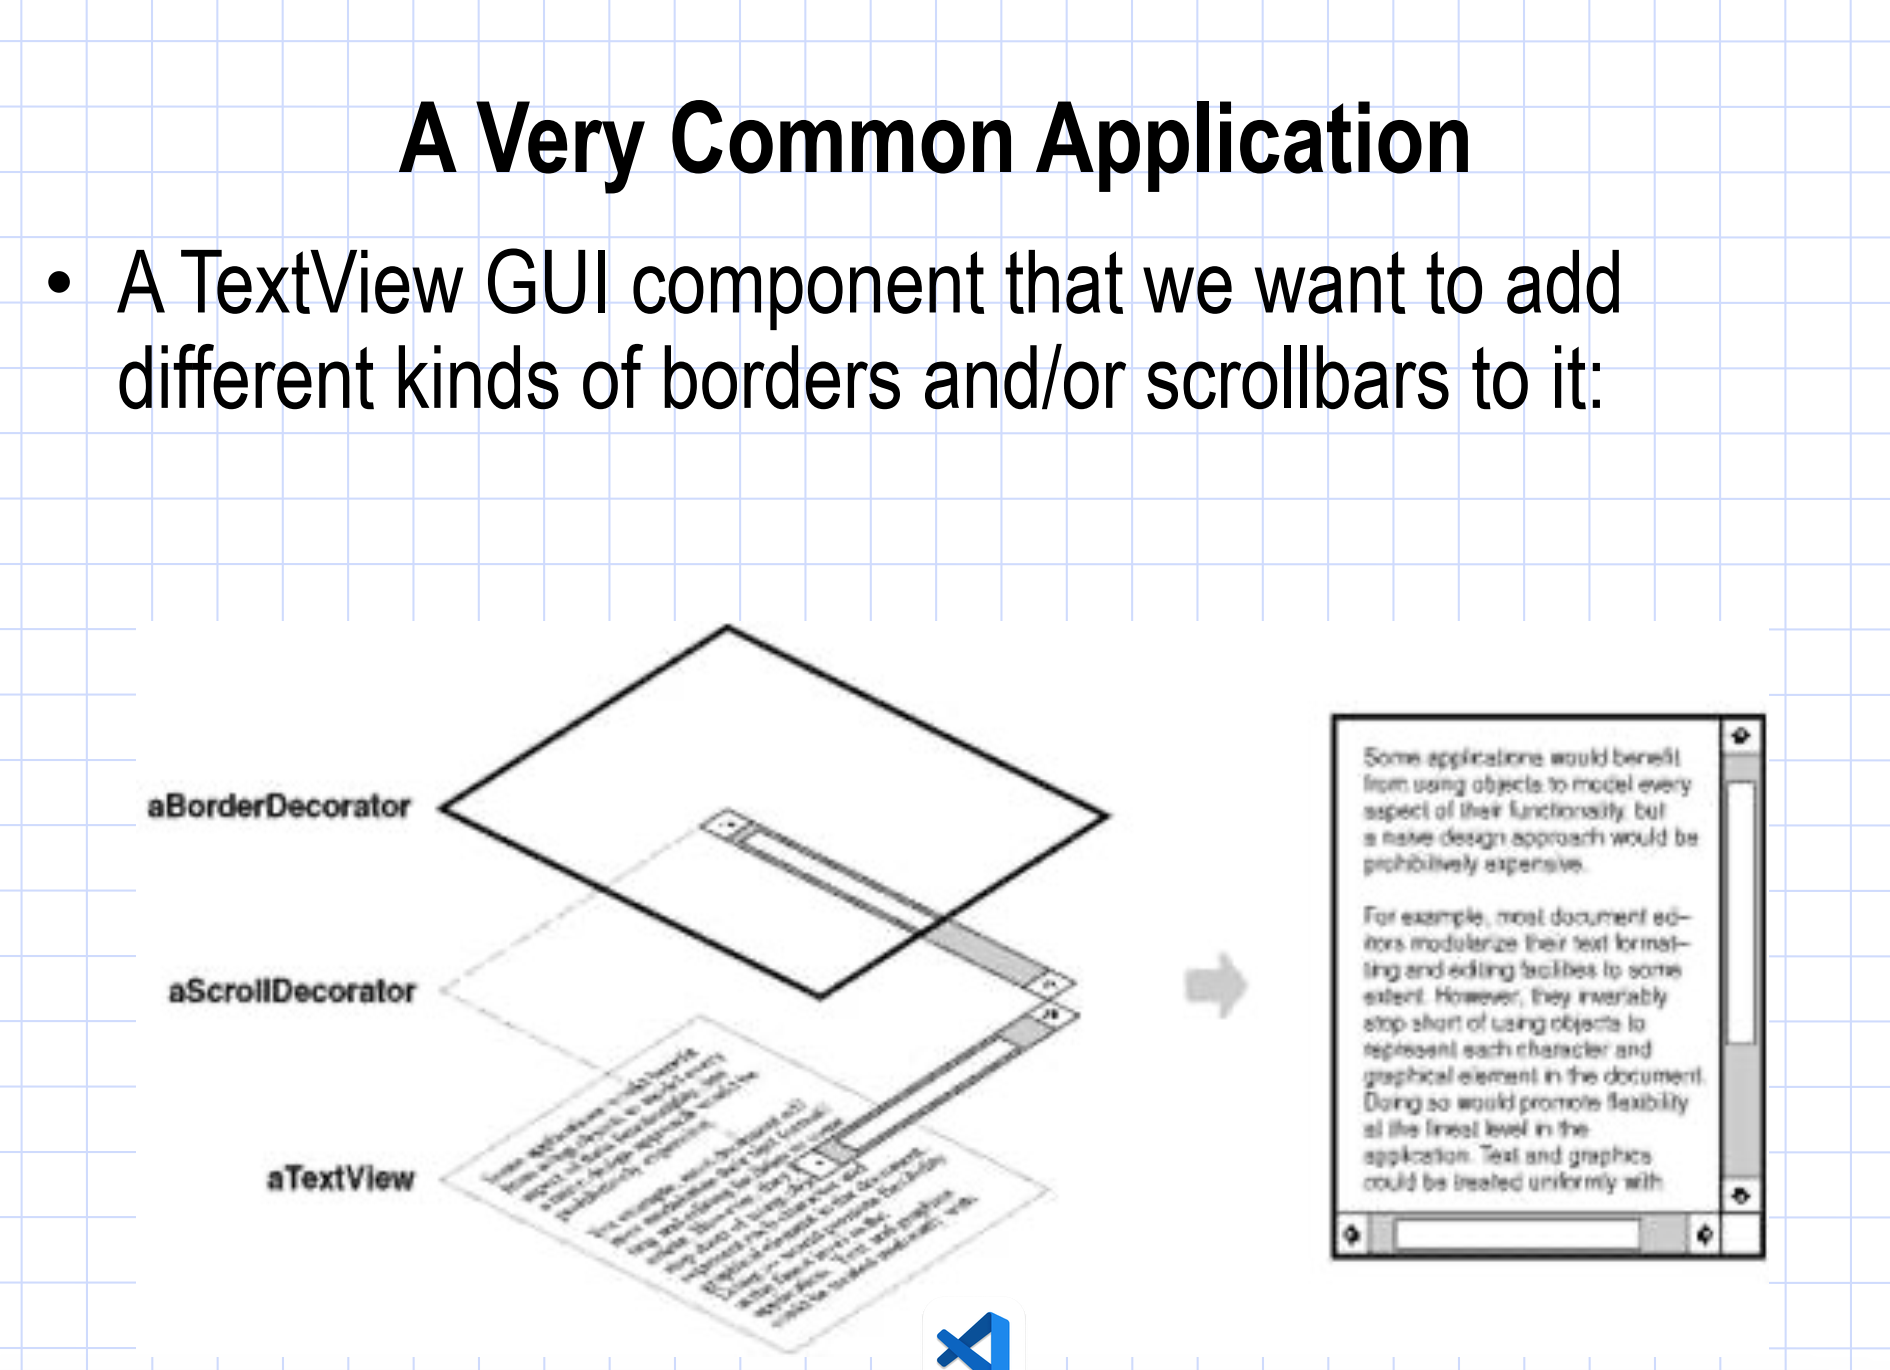 A Very Common Application
• A TextView GUI component that we want to add
different kinds of borders and/or scrollbars to it:
aBorderDecorator
aScrollDecorator
aTextView
Some applications would benefit
from using objects to model every
aspect of their functionality, but
a naive design approach would be
prohibitively expensive.
For example, most document ed-
itors modularize their text format-
ting and editing facilities to some
extent. However, they invariably
stop short of using objects to
represent each character and
graphical element in the document.
Doing so would promote flexibility
at the finest level in the
application. Text and graphics
could be treated uniformly with